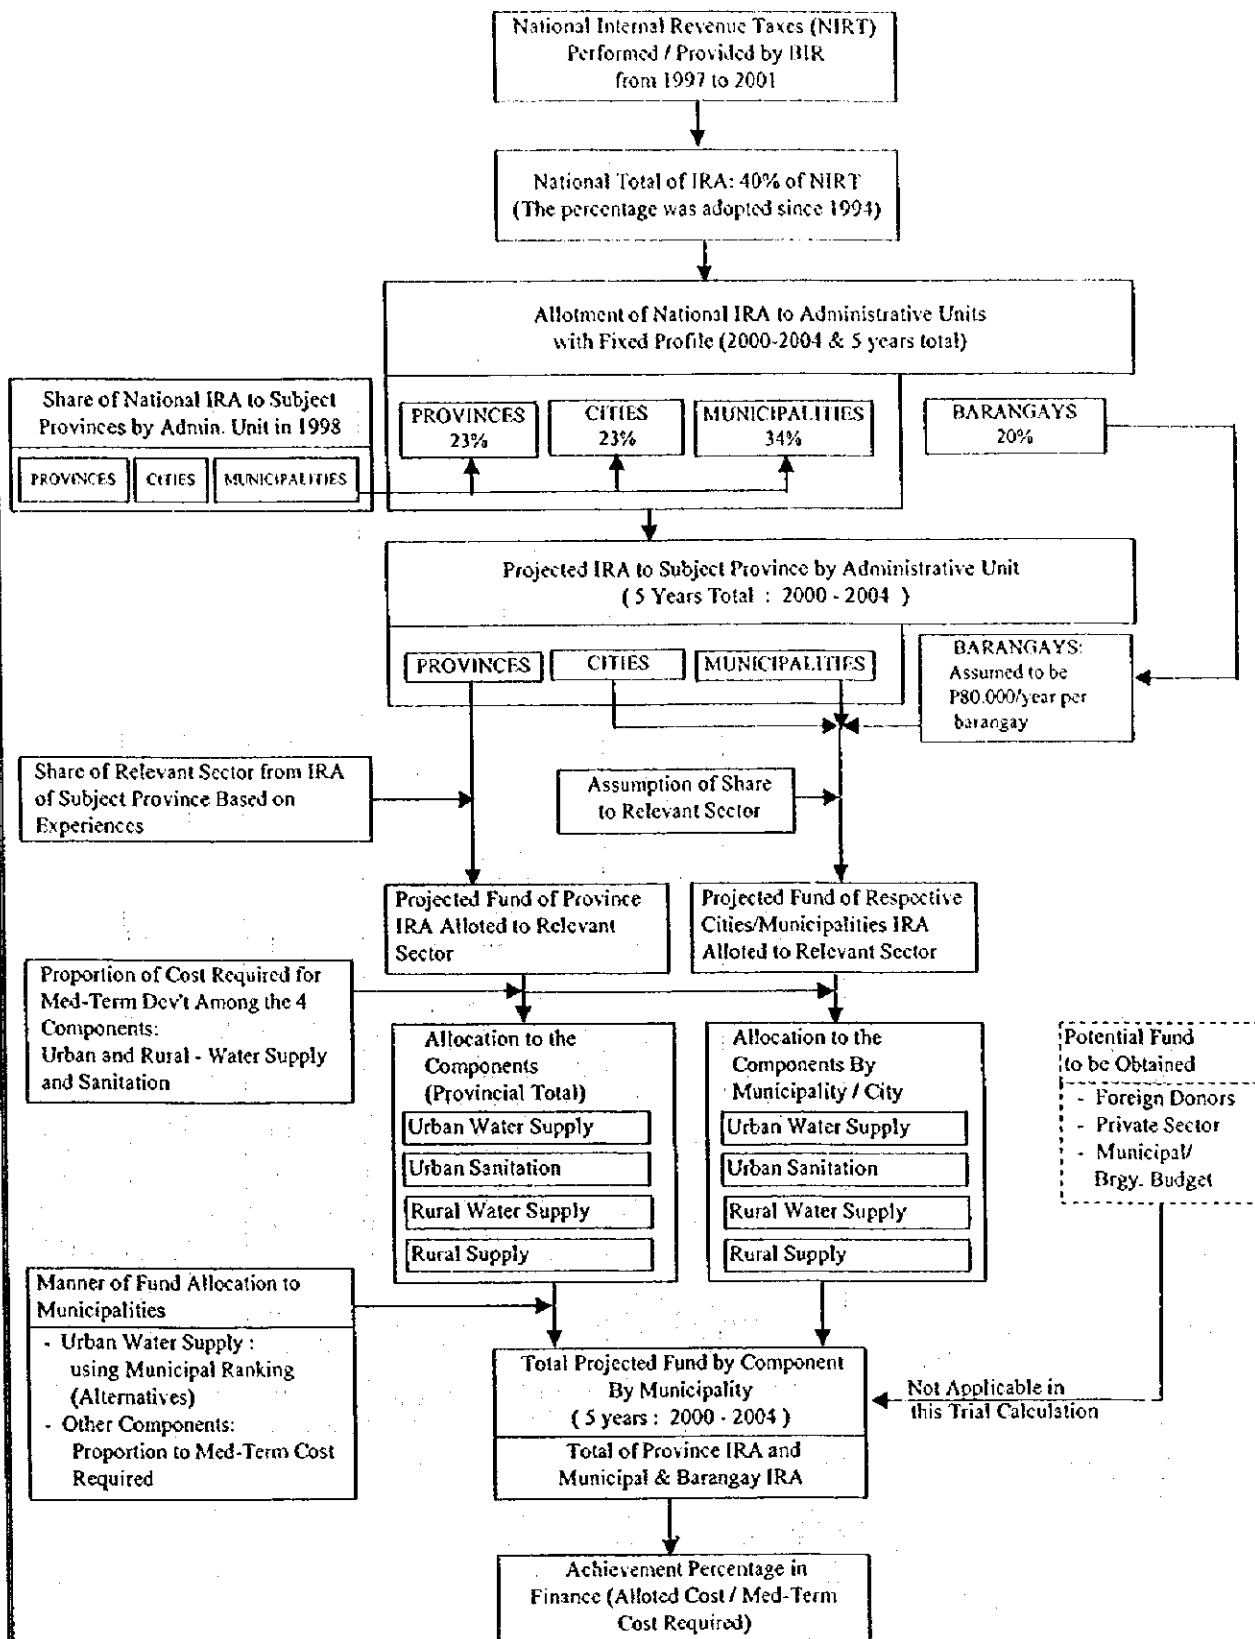 National Internal Revenue Taxes (NIRT)
Performed / Provided by BIR
from 1997 to 2001
National Total of IRA: 40% of NIRT
(The percentage was adopted since 1994)
Allotment of National IRA to Administrative Units
with Fixed Profile (2000-2004 & 5 years total)
Share of National IRA to Subject
Provinces by Admin. Unit in 1998
PROVINCES
CITIES
MUNICIPALITIES
PROVINCES
23%
CITIES
23%
MUNICIPALITIES
34%
BARANGAYS
20%
Projected IRA to Subject Province by Administrative Unit
( 5 Years Total : 2000 - 2004 )
PROVINCES
CITIES
MUNICIPALITIES
BARANGAYS:
Assumed to be
P80.000/year per
barangay
Share of Relevant Sector from IRA
of Subject Province Based on
Experiences
Assumption of Share
to Relevant Sector
Projected Fund of Province
IRA Alloted to Relevant
Sector
Projected Fund of Respective
Cities/Municipalities IRA
Alloted to Relevant Sector
Proportion of Cost Required for
Med-Term Dev't Among the 4
Components:
Urban and Rural - Water Supply
and Sanitation
Allocation to the
Components
(Provincial Total)
Urban Water Supply
Urban Sanitation
Rural Water Supply
Rural Supply
Allocation to the
Components By
Municipality / City
Urban Water Supply
Urban Sanitation
Rural Water Supply
Rural Supply
Potential Fund
to be Obtained
- Foreign Donors
- Private Sector
- Municipal/
Brgy. Budget
Manner of Fund Allocation to
Municipalities
- Urban Water Supply :
using Municipal Ranking
(Alternatives)
- Other Components:
Proportion to Med-Term Cost
Required
Total Projected Fund by Component
By Municipality
( 5 years : 2000 - 2004 )
Total of Province IRA and
Municipal & Barangay IRA
Not Applicable in
this Trial Calculation
Achievement Percentage in
Finance (Alloted Cost / Med-Term
Cost Required)